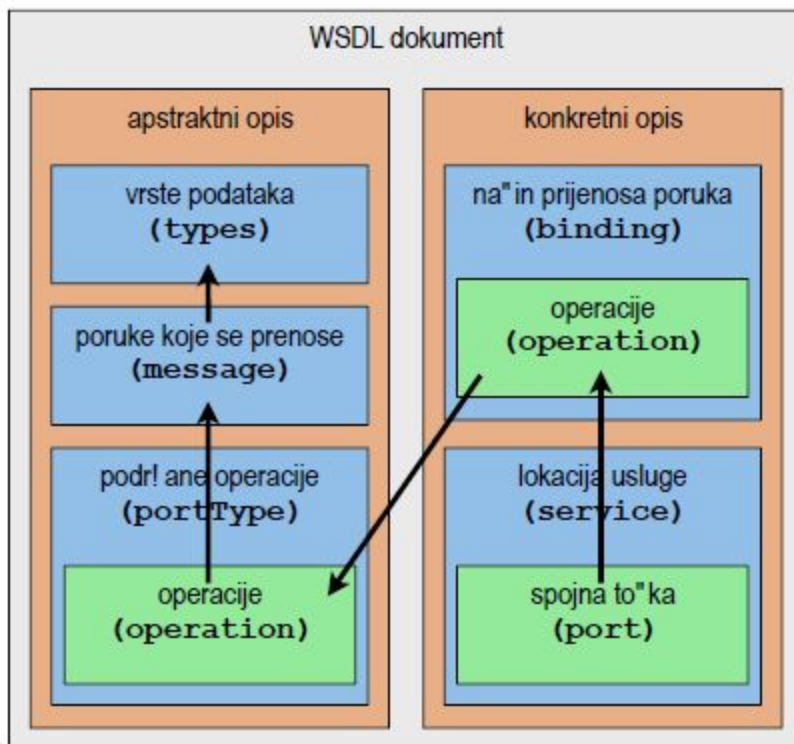 WSDL dokument
apstraktni opis
vrste podataka
(types)
poruke koje se prenose
(message)
podr! ane operacije
(portType)
operacije
(operation)
konkretni opis
na" in prijenosa poruka
(binding)
operacije
(operation)
lokacija usluge
(service)
spojna to" ka
(port)